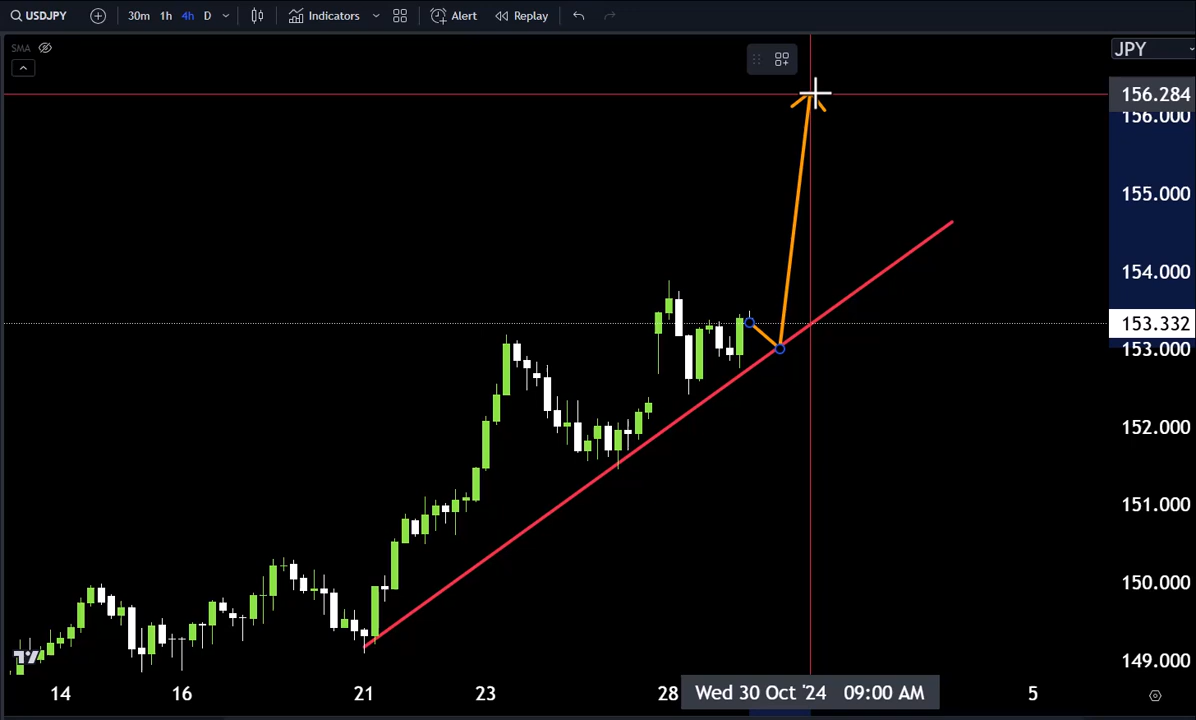 USDJPY 30m 1h 4h D Indicators Alert Replay
SMA
JPY
156.284
156.000
155.000
154.000
153.332
153.000
152.000
151.000
150.000
149.000
14 16 21 23 28 Wed 30 Oct '24 09:00 AM 5